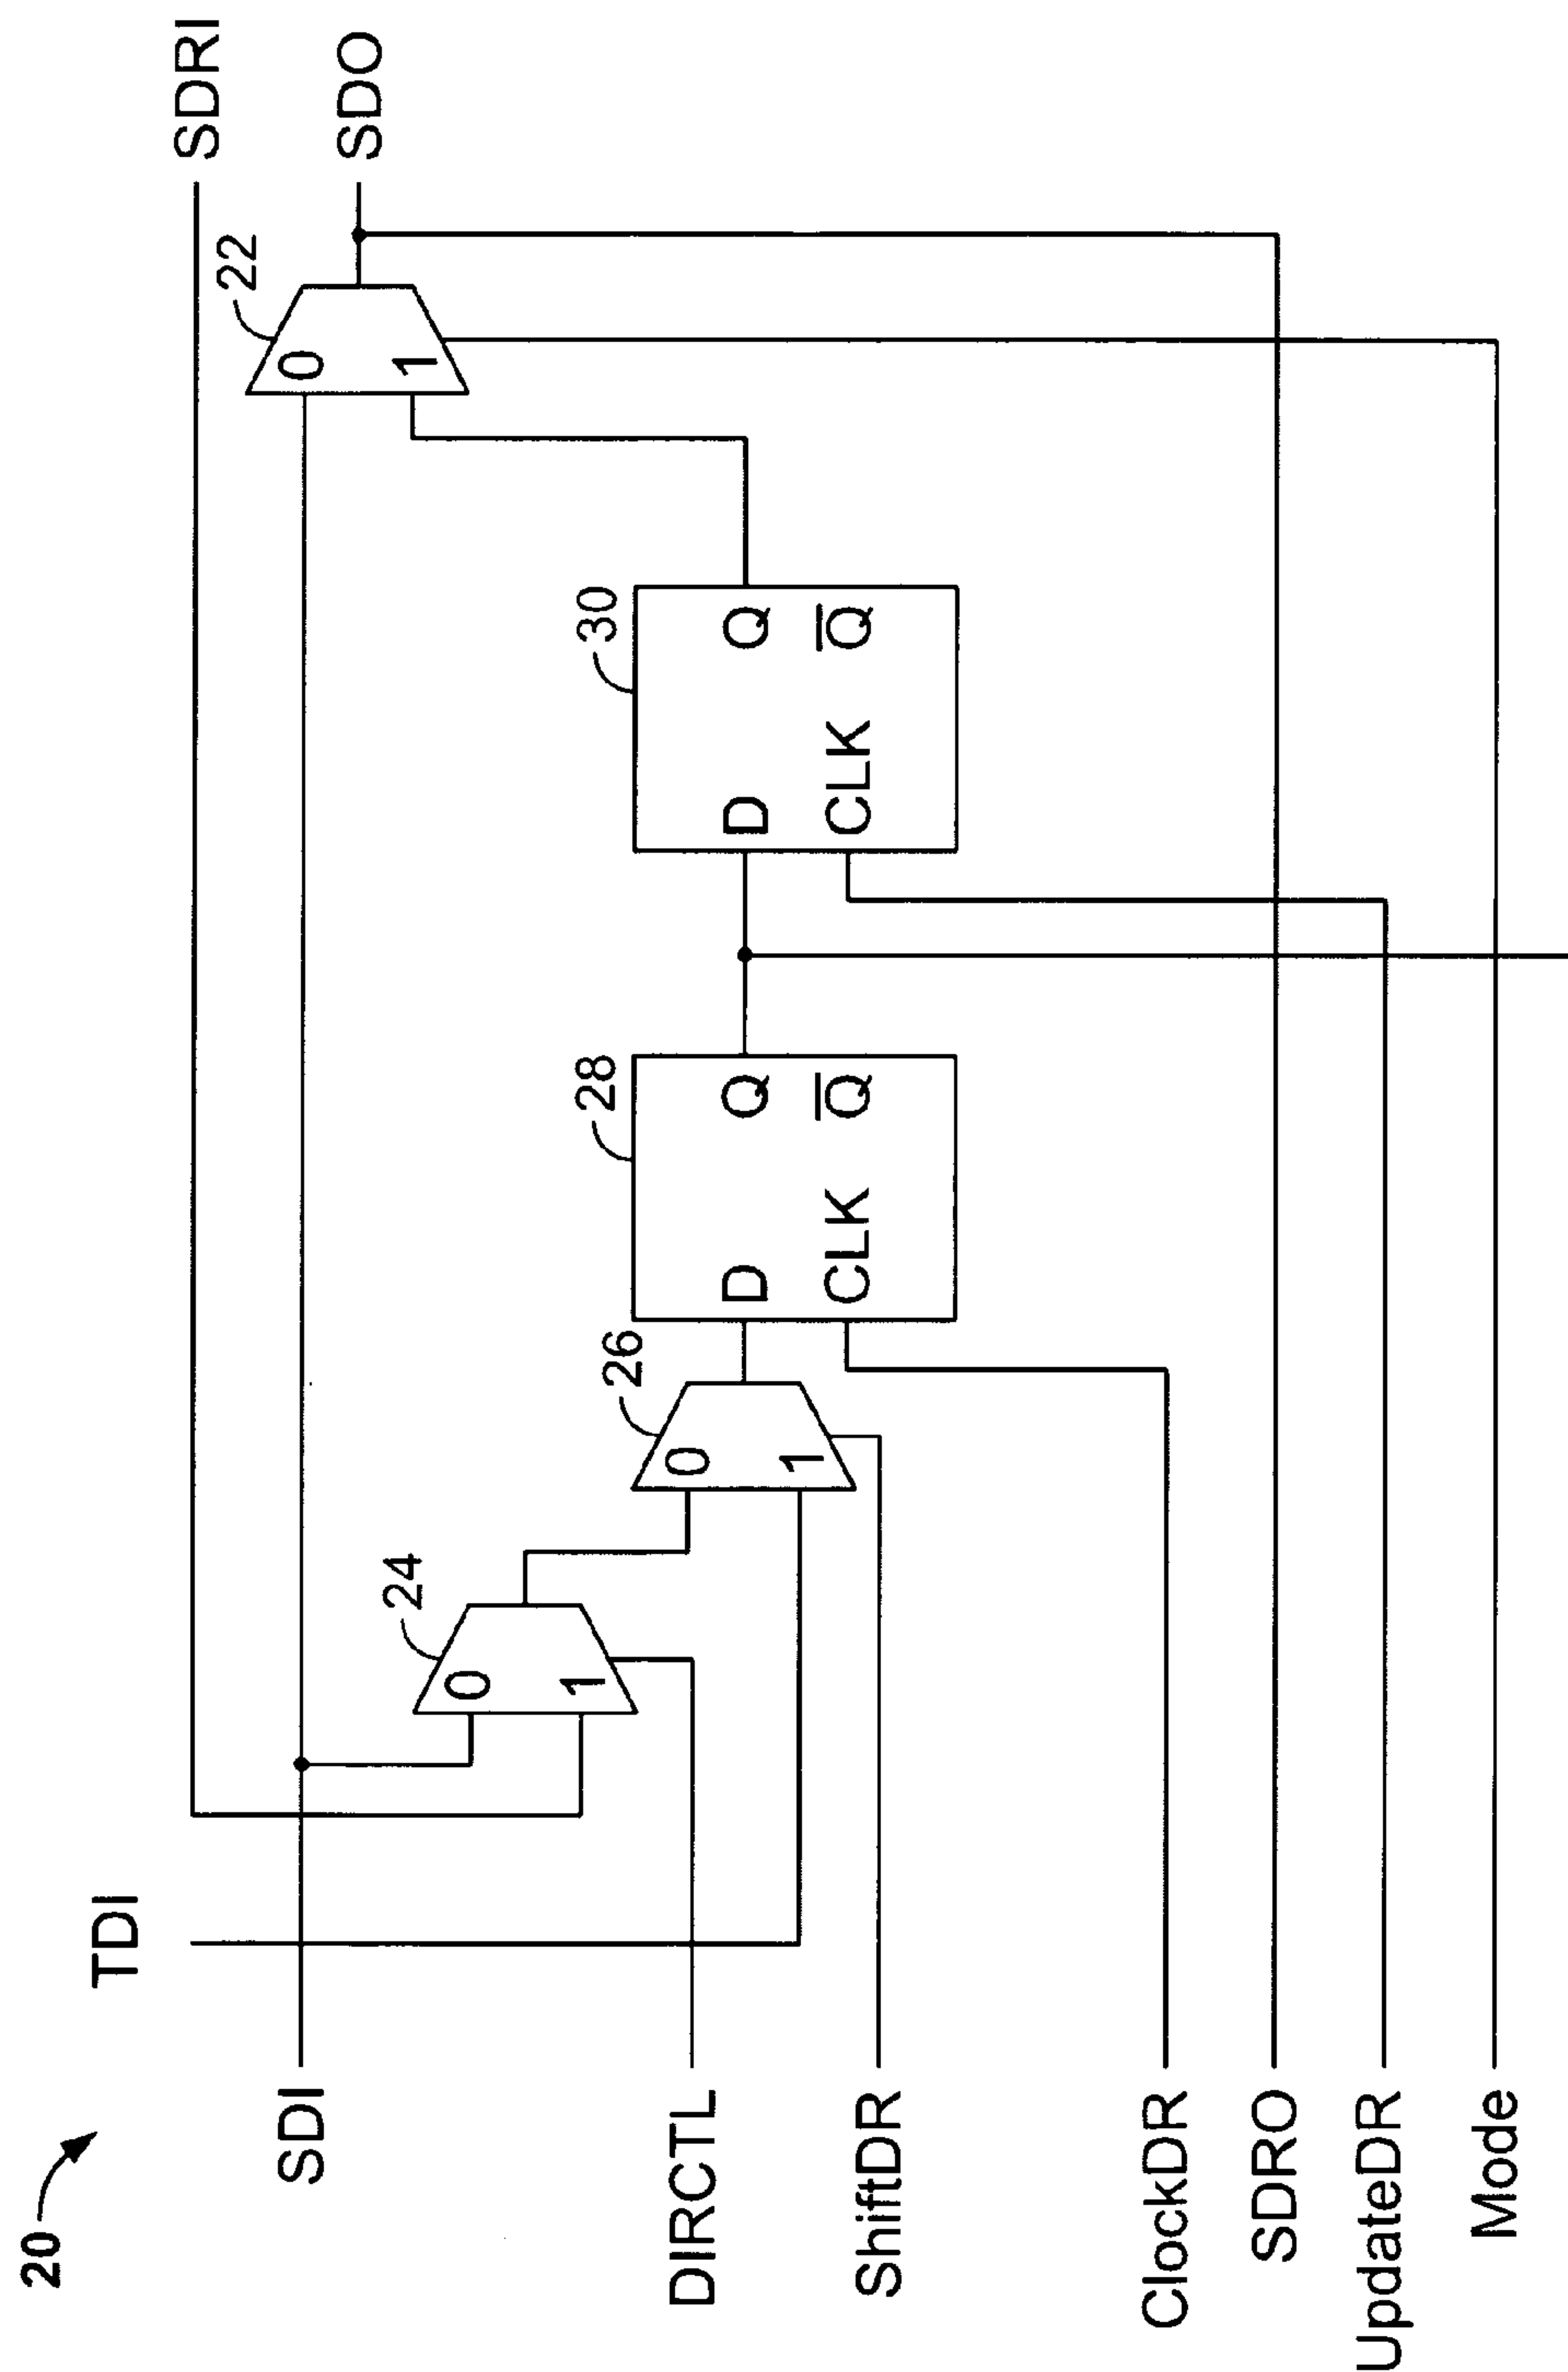 20
TDI
SDRI
SDI
22
0
1
SDO
24
0
1
26
0
1
28
D
Q
CLK
Q
30
D
Q
CLK
Q
DIRCTL
ShiftDR
ClockDR
SDRO
UpdateDR
Mode